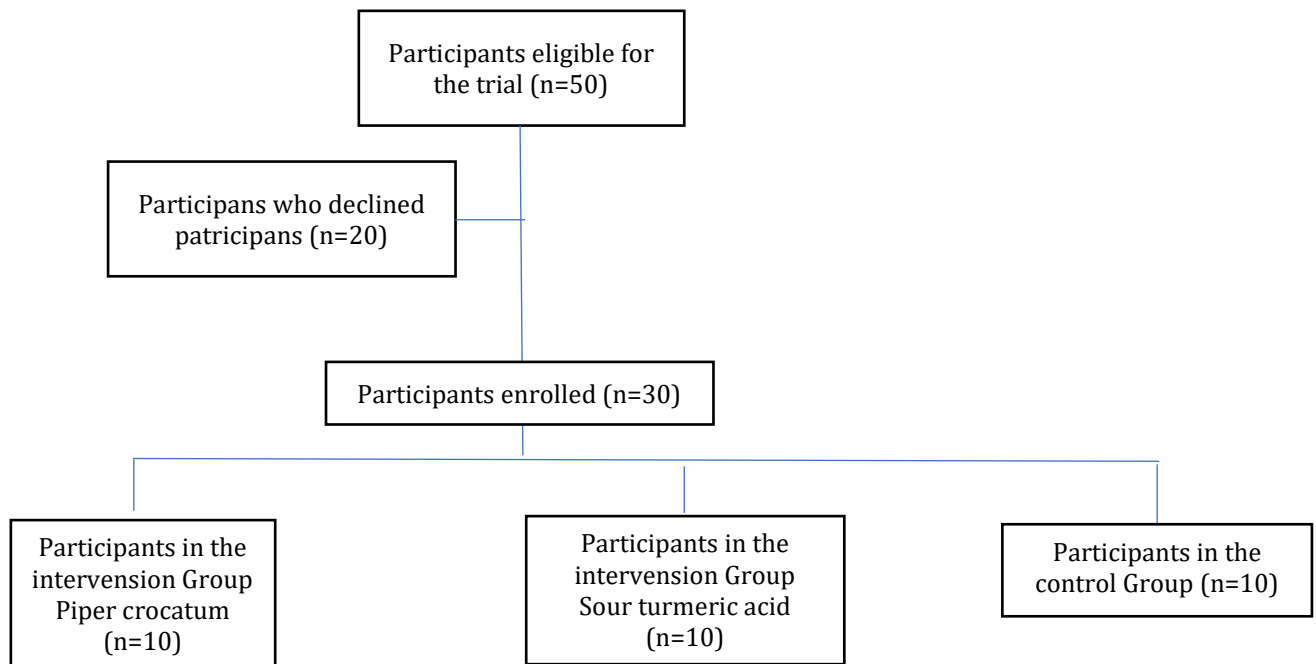 Participants eligible for
the trial (n=50)
Participans who declined
patricipans (n=20)
Participants enrolled (n=30)
Participants in the
intervension Group
Piper crocatum
(n=10)
Participants in the
intervension Group
Sour turmeric acid
(n=10)
Participants in the
control Group (n=10)